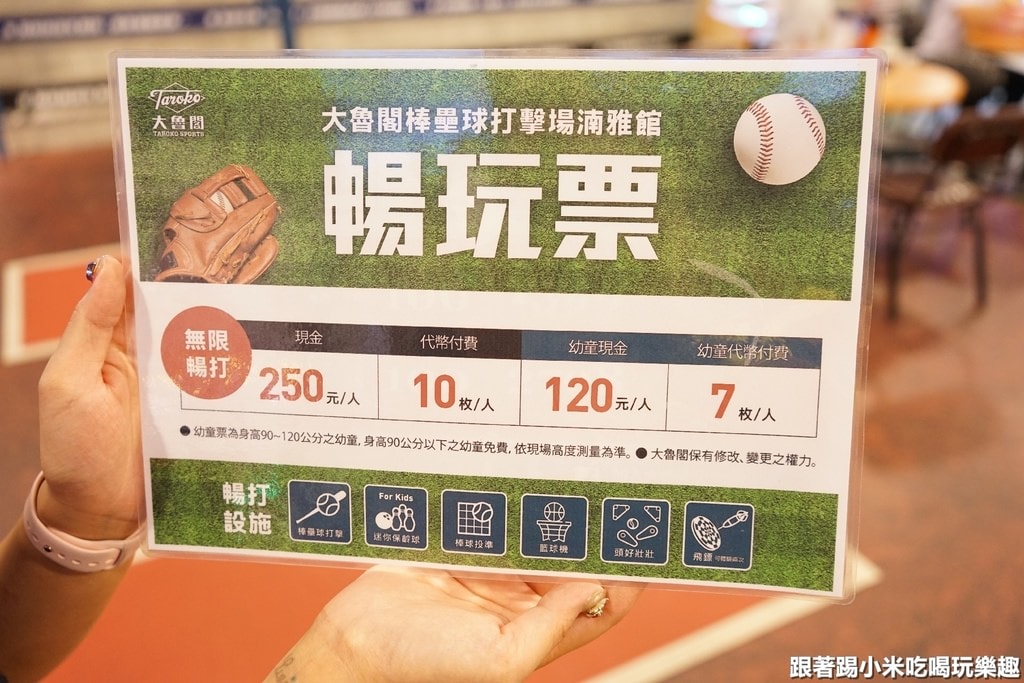 Taroko
大魯閣
TAROKO SPORTS
大魯閣棒壘球打擊場湳雅館
暢玩票
無限
暢打
現金
代幣付費
幼童現金
幼童代幣付費
250元/人
10枚/人
120元/人
7枚/人
●幼童票為身高90~120公分之幼童, 身高90公分以下之幼童免費, 依現場高度測量為準。●大魯閣保有修改、變更之權力。
暢打
設施
棒壘球打擊
For Kids
迷你保齡球
棒球投準
籃球機
頭好壯壯
飛鏢
跟著踢小米吃喝玩樂趣